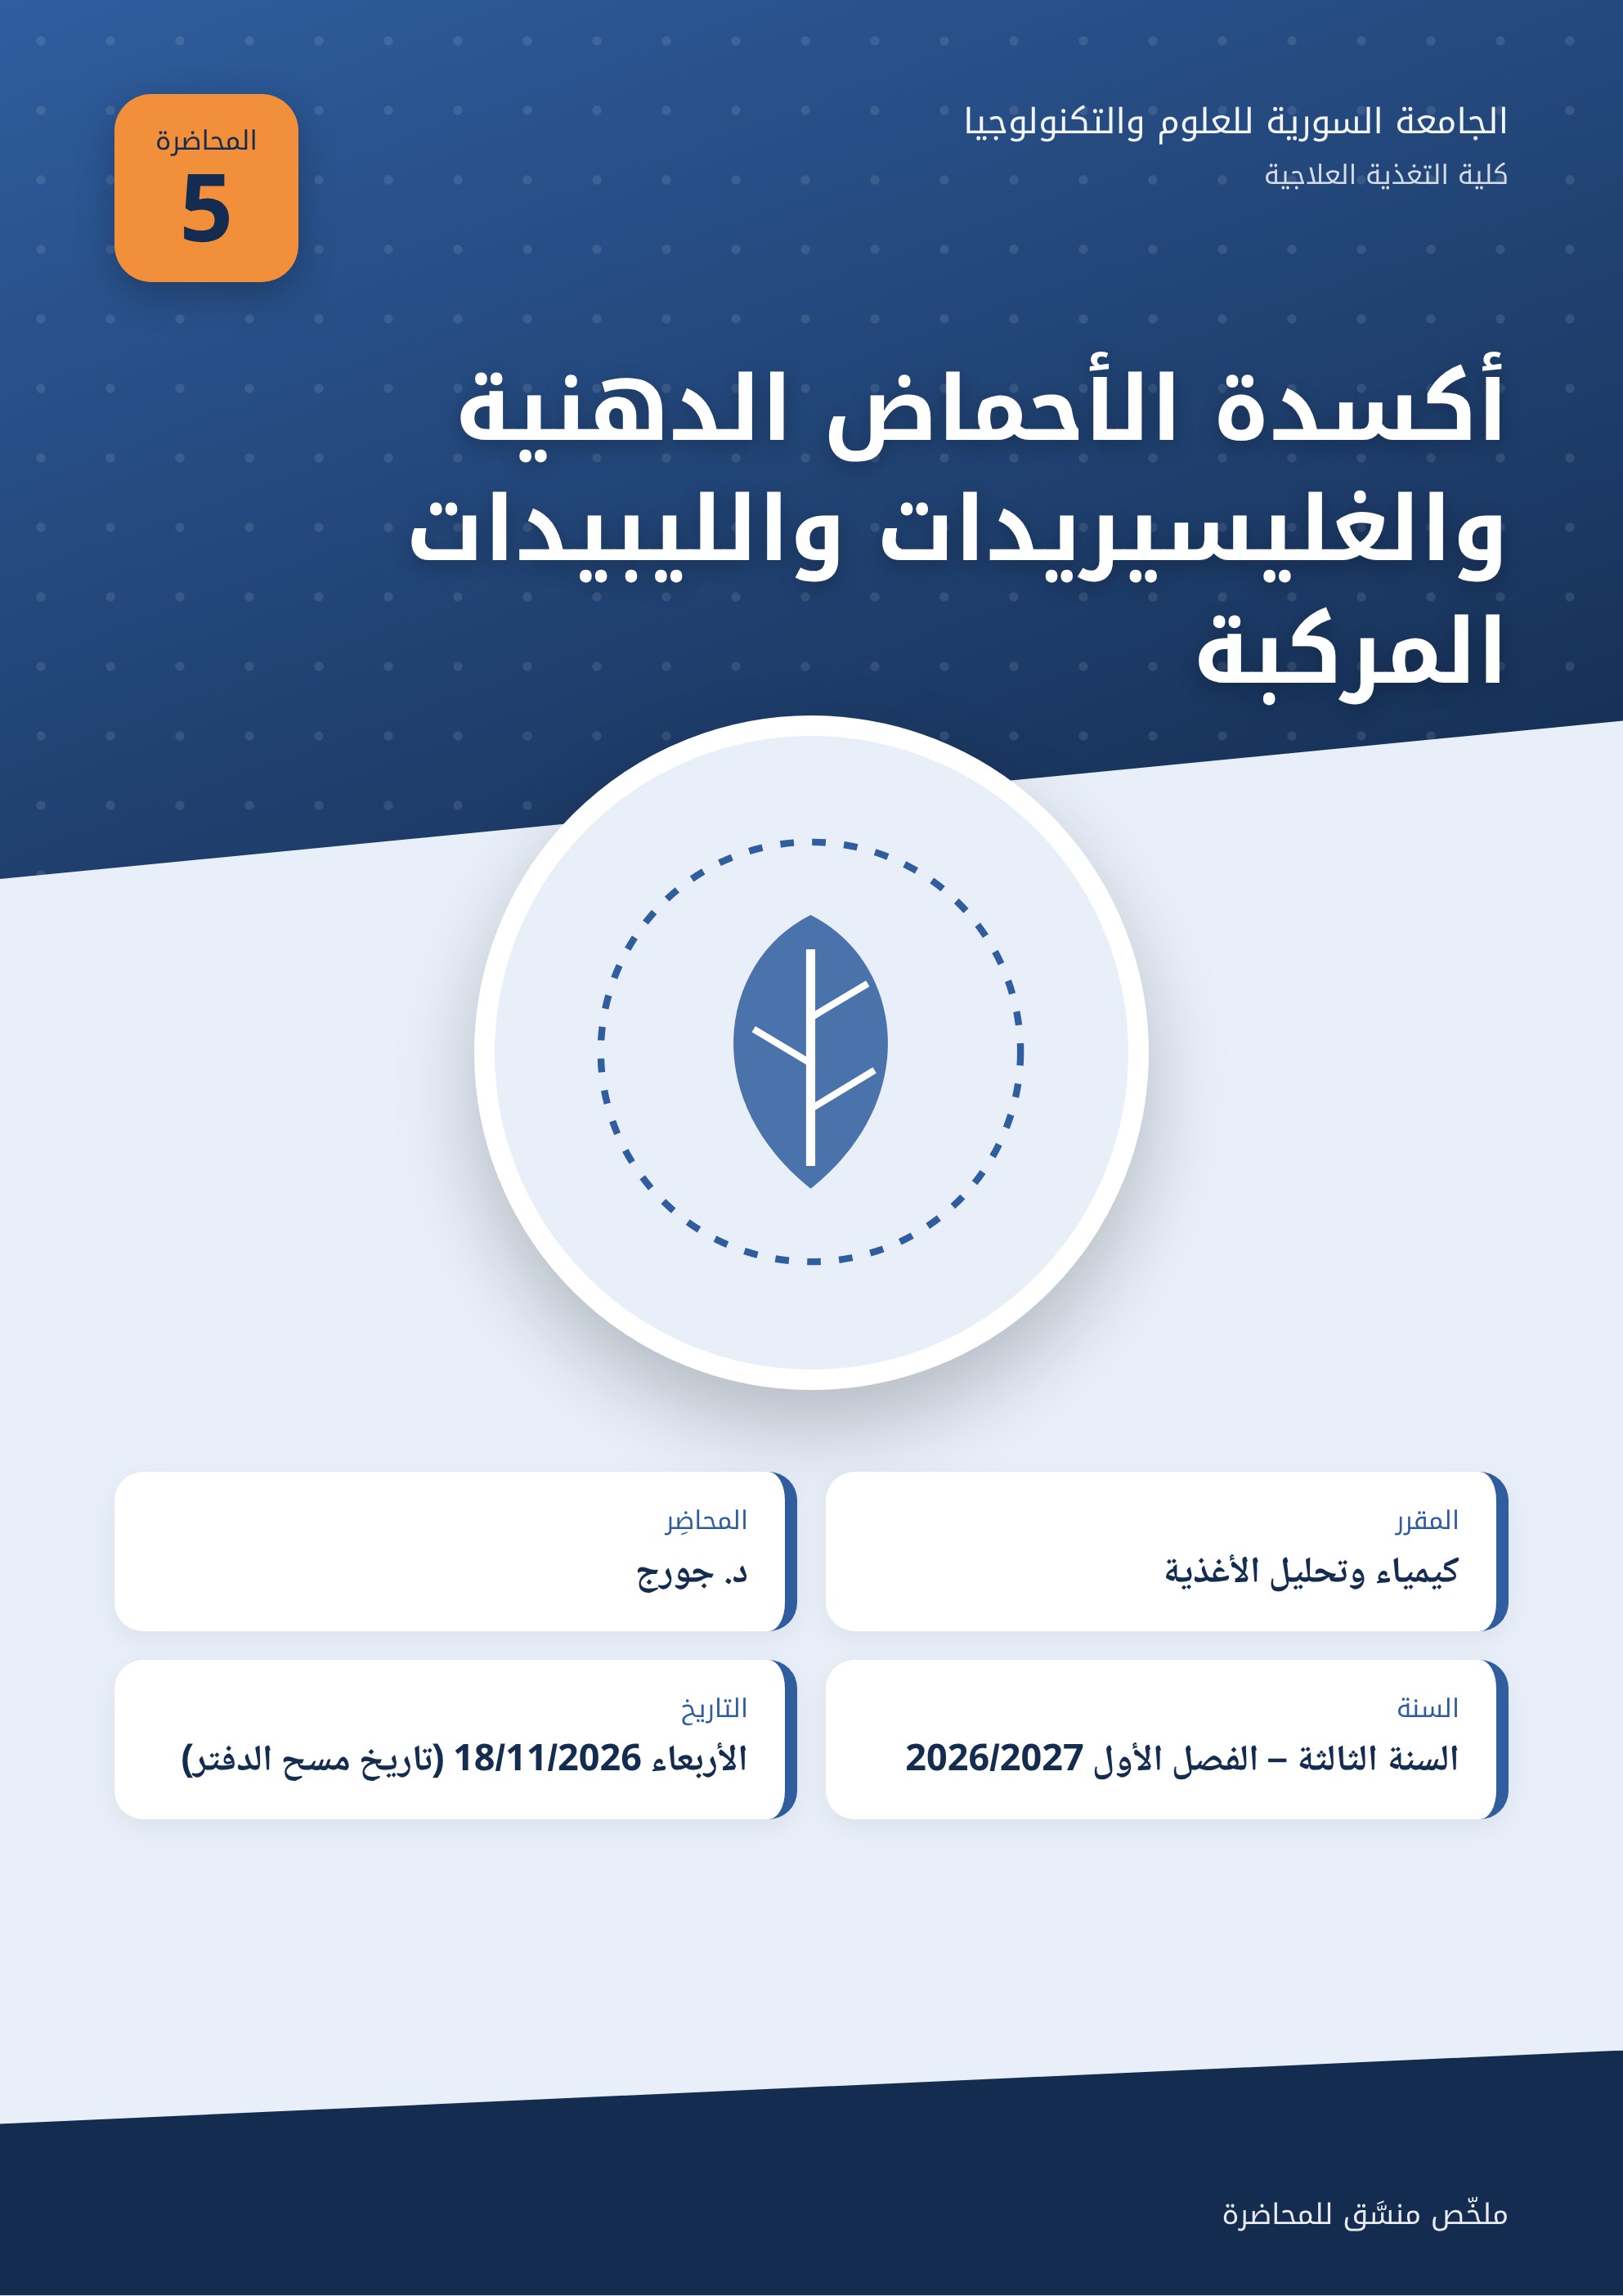 الجامعة السورية للعلوم والتكنولوجيا
كلية التغذية العلاجية
المحاضرة
5
أكسدة الأحماض الدهنية
والغليسيريدات والليبيدات
المركبة
المقرر
كيمياء وتحليل الأغذية
المحاضِر
د. جورج
السنة
السنة الثالثة – الفصل الأول 2026/2027
التاريخ
الأربعاء 18/11/2026 (تاريخ مسح الدفتر)
ملخّص منسَّق للمحاضرة